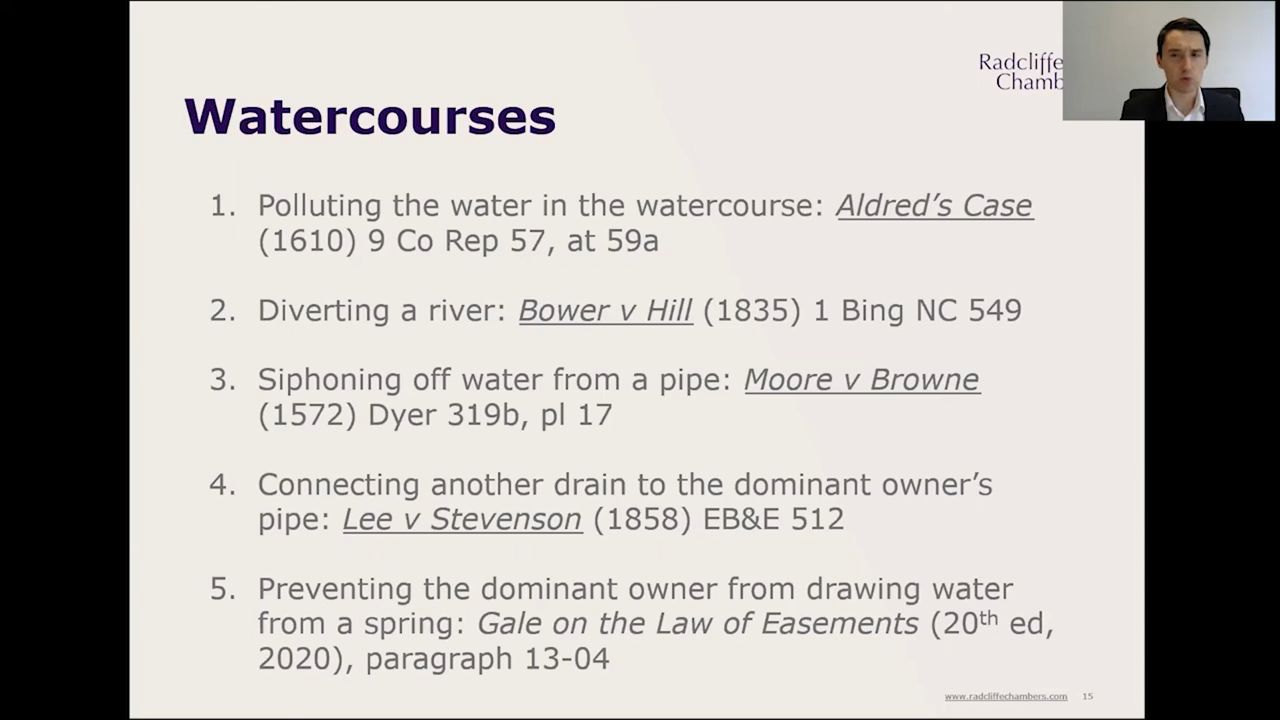 Radcliffe
Chamb
Watercourses
1. Polluting the water in the watercourse: Aldred's Case
(1610) 9 Co Rep 57, at 59a
2. Diverting a river: Bower v Hill (1835) 1 Bing NC 549
3. Siphoning off water from a pipe: Moore v Browne
(1572) Dyer 319b, pl 17
4. Connecting another drain to the dominant owner's
pipe: Lee v Stevenson (1858) EB&E 512
5. Preventing the dominant owner from drawing water
from a spring: Gale on the Law of Easements (20th ed,
2020), paragraph 13-04
www.radcliffechambers.com 15